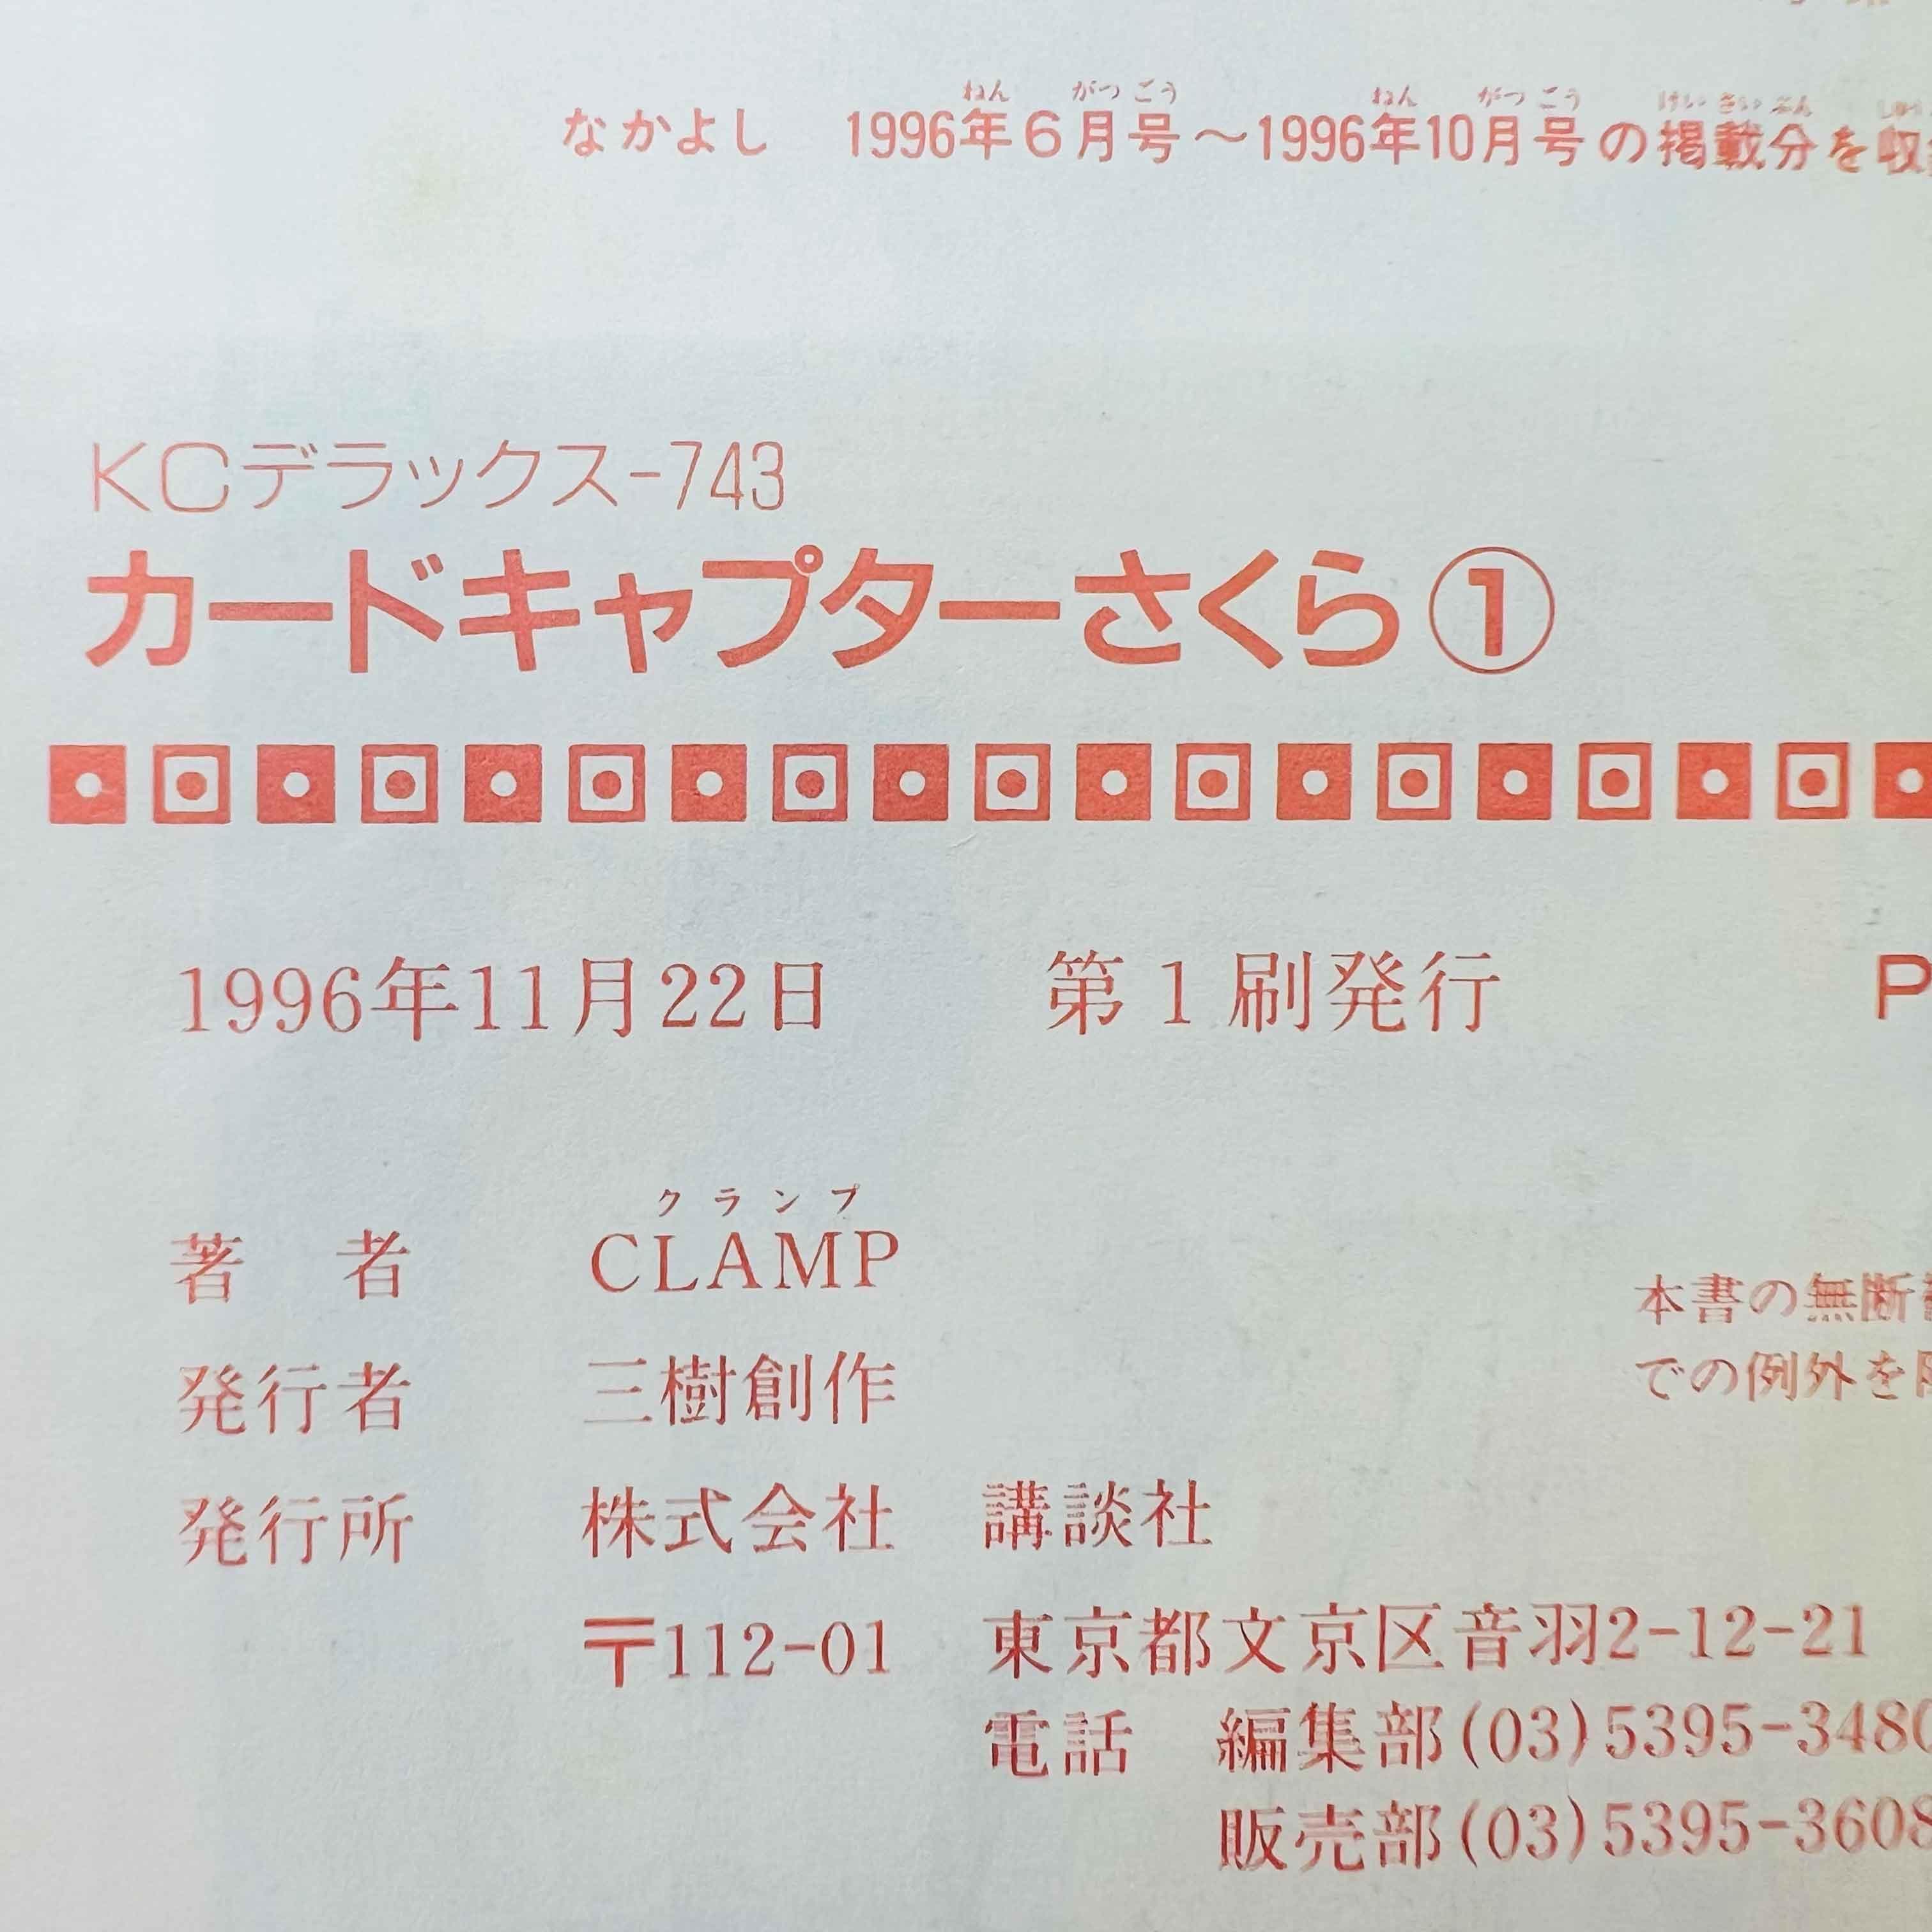 なかよし　1996年6月号～1996年10月号の掲載分を収
KCデラックス-743
カードキャプターさくら①
1996年11月22日　第1刷発行　P
クランプ
著　者　CLAMP
発行者　三樹創作
発行所　株式会社　講談社
本書の無断
での例外を
〒112-01　東京都文京区音羽2-12-21
電話　編集部(03)5395-348
販売部(03)5395-3608